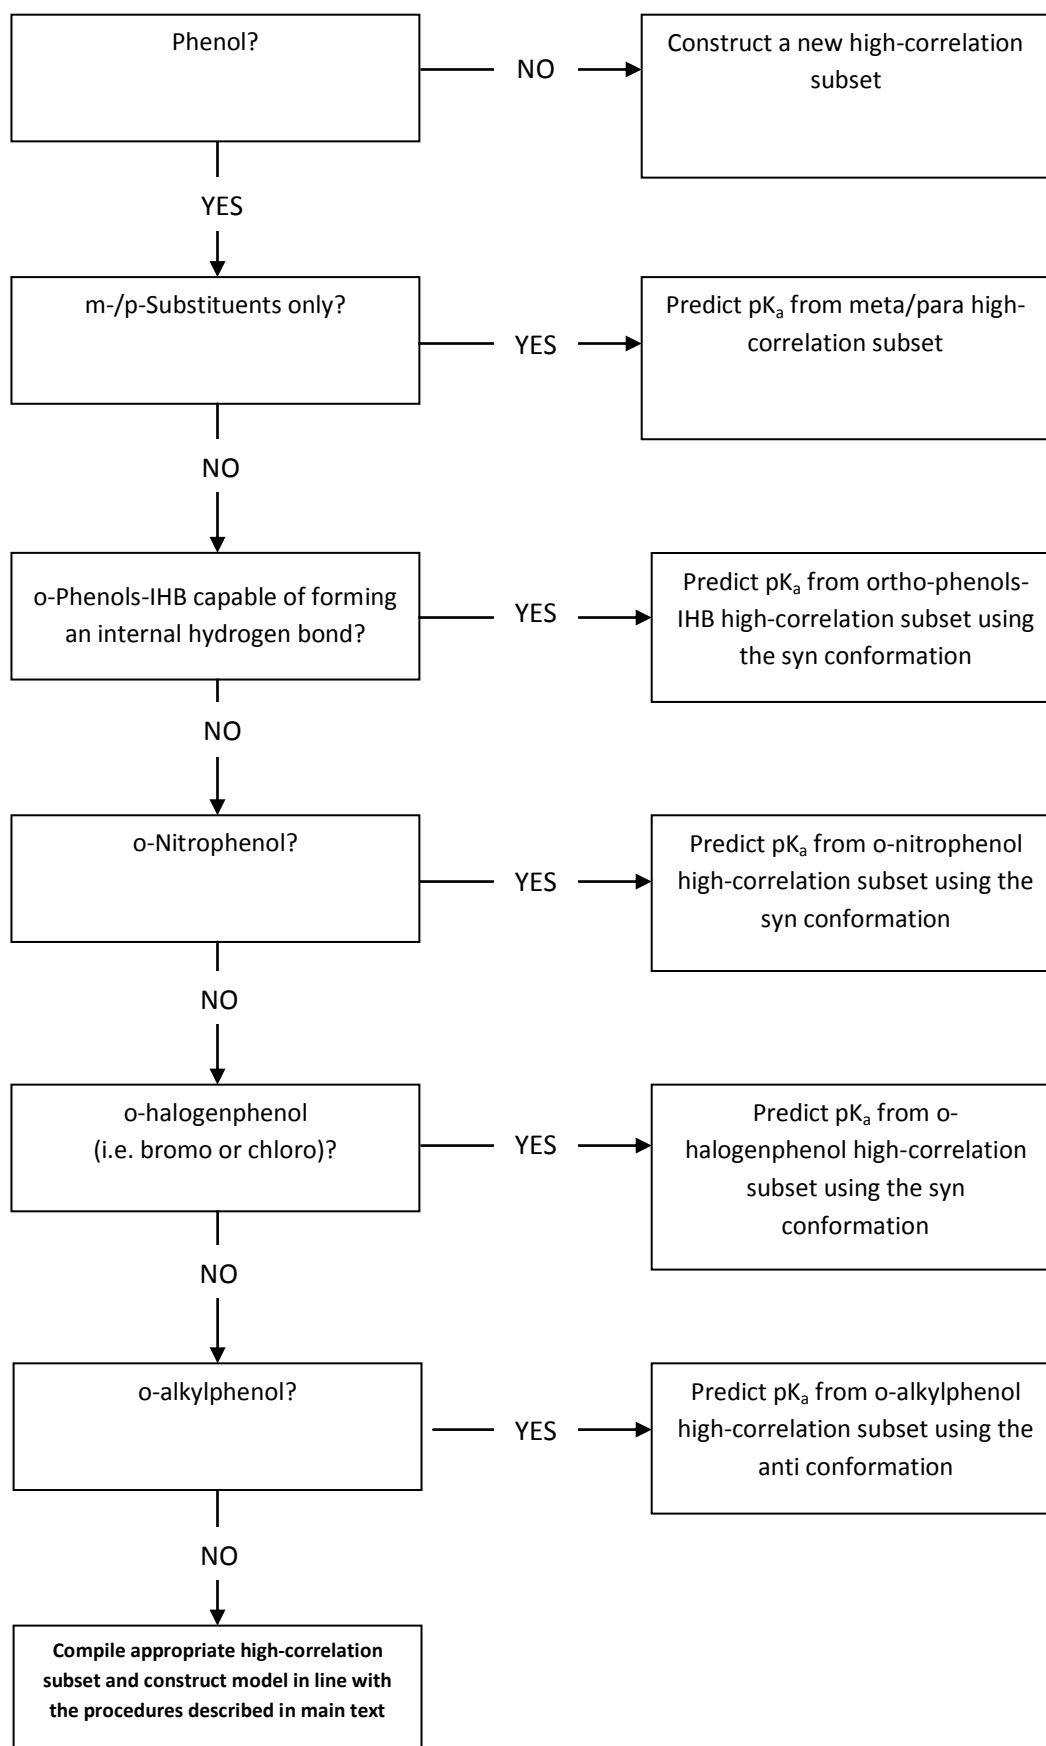 Phenol?
NO
Construct a new high-correlation
subset
YES
m-/p-Substituents only?
YES
Predict pKa from meta/para high-
correlation subset
NO
o-Phenols-IHB capable of forming
an internal hydrogen bond?
YES
Predict pKa from ortho-phenols-
IHB high-correlation subset using
the syn conformation
NO
o-Nitrophenol?
YES
Predict pKa from o-nitrophenol
high-correlation subset using the
syn conformation
NO
o-halogenphenol
(i.e. bromo or chloro)?
YES
Predict pKa from o-
halogenphenol high-correlation
subset using the syn
conformation
NO
o-alkylphenol?
YES
Predict pKa from o-alkylphenol
high-correlation subset using the
anti conformation
NO
Compile appropriate high-correlation
subset and construct model in line with
the procedures described in main text